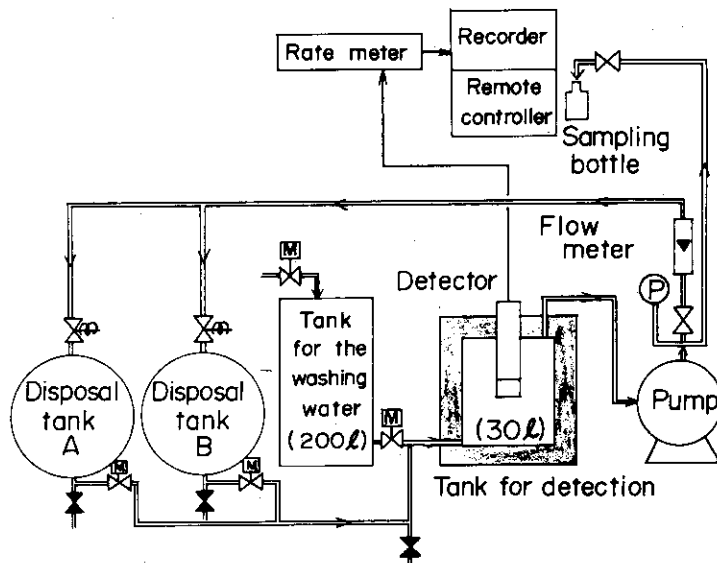 Rate meter
Recorder
Remote
controller
Sampling
bottle
Flow
meter
M
Detector
P
Tank
for the
washing
water
(200ℓ)
Disposal
tank
A
Disposal
tank
B
M
(30ℓ)
Pump
M
M
Tank for detection